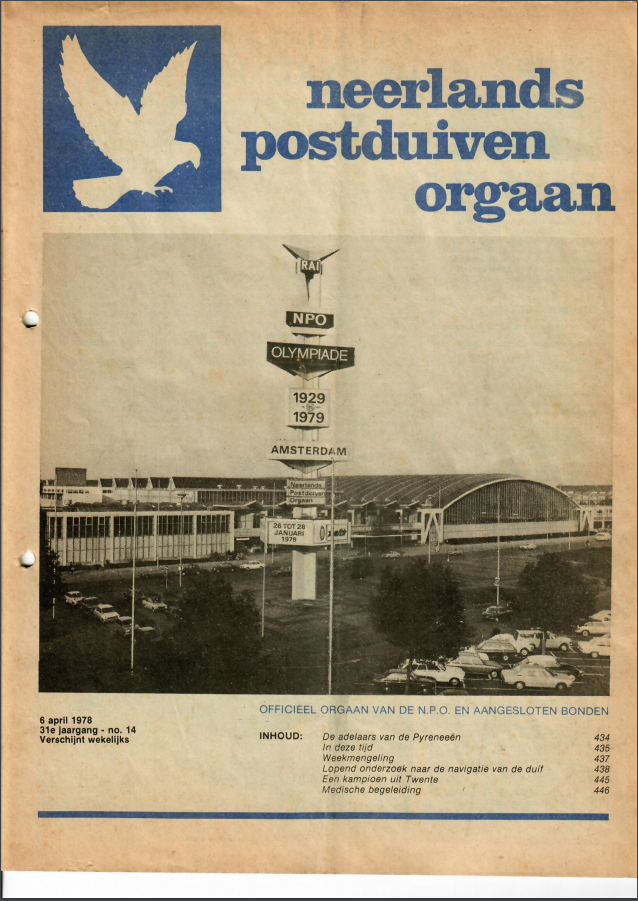 neerlands
postduiven
orgaan
RAI
NPO
OLYMPIADE
1929
1979
AMSTERDAM
Neerlands
Postduiven
Orgaan
26 TOT 28
JANUARI
1979
6 april 1978
31e jaargang - no. 14
Verschijnt wekelijks
OFFICIEEL ORGAAN VAN DE N.P.O. EN AANGESLOTEN BONDEN
INHOUD: De adelaars van de Pyreneeën 434
In deze tijd 435
Weekmengeling 437
Lopend onderzoek naar de navigatie van de duif 438
Een kampioen uit Twente 445
Medische begeleiding 446